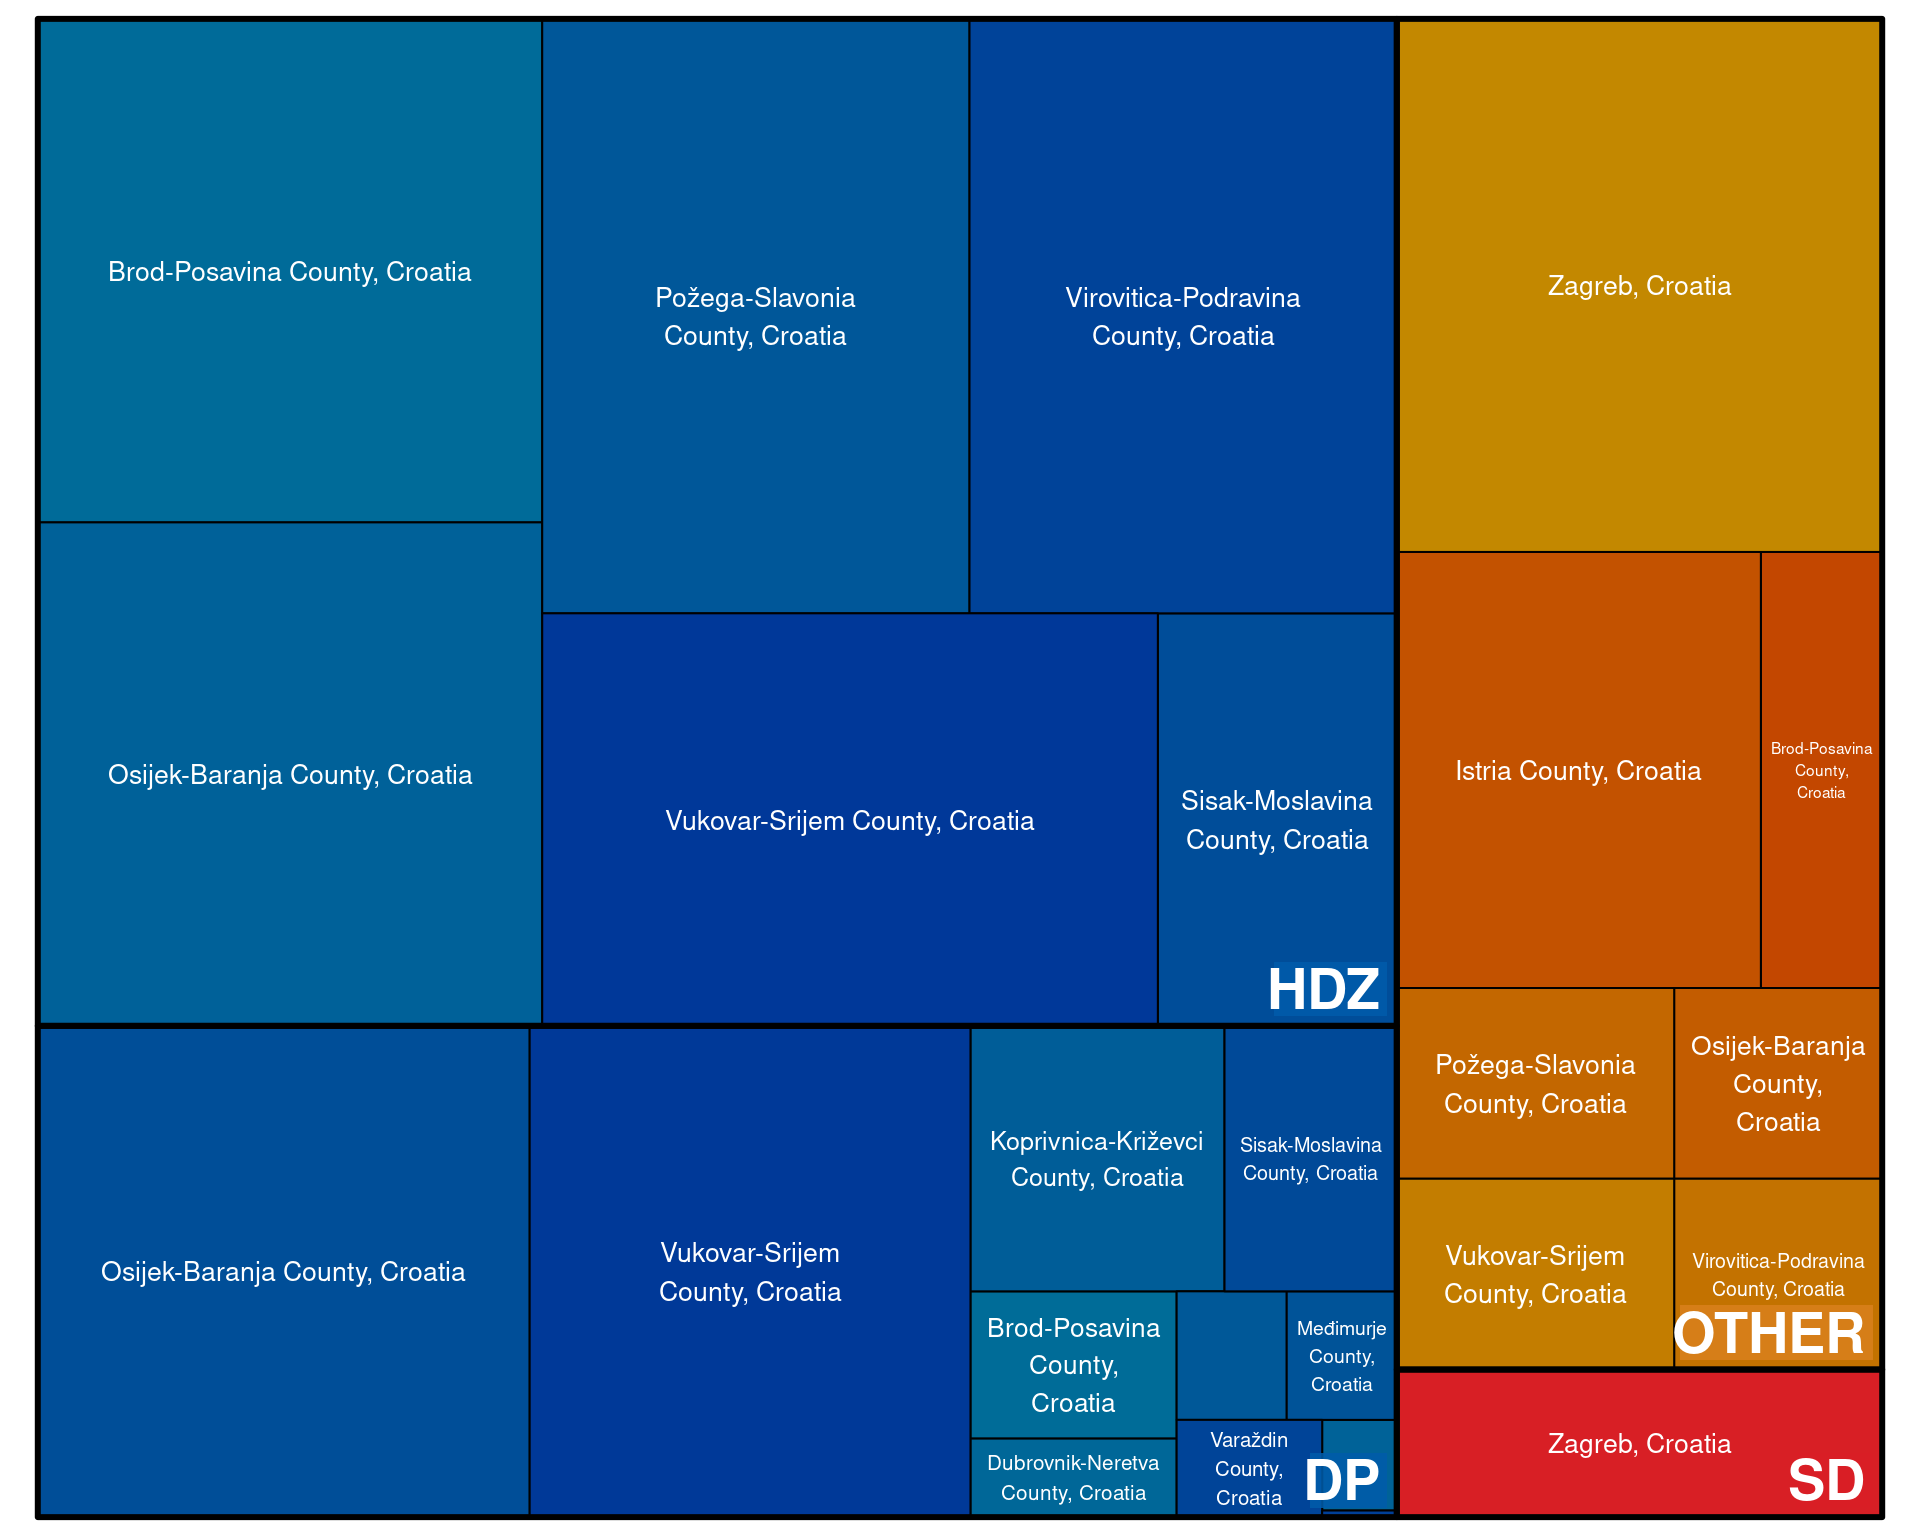 Brod-Posavina County, Croatia
Osijek-Baranja County, Croatia
Požega-Slavonia
County, Croatia
Virovitica-Podravina
County, Croatia
Vukovar-Srijem County, Croatia
Sisak-Moslavina
County, Croatia
HDZ
Osijek-Baranja County, Croatia
Vukovar-Srijem
County, Croatia
Koprivnica-Križevci
County, Croatia
Sisak-Moslavina
County, Croatia
Brod-Posavina
County,
Croatia
Dubrovnik-Neretva
County, Croatia
Međimurje
County,
Croatia
Varaždin
County,
Croatia
DP
Zagreb, Croatia
Istria County, Croatia
Brod-Posavina
County,
Croatia
Požega-Slavonia
County, Croatia
Osijek-Baranja
County,
Croatia
Vukovar-Srijem
County, Croatia
Virovitica-Podravina
County, Croatia
OTHER
Zagreb, Croatia
SD